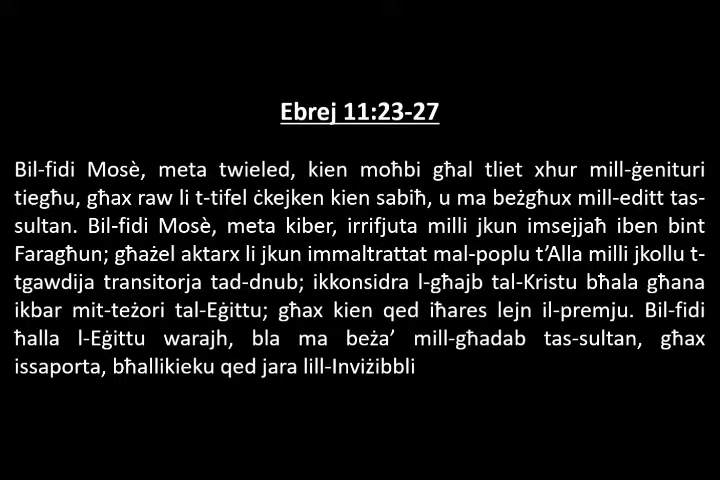 Ebrej 11:23-27
Bil-fidi Mosè, meta twieled, kien moħbi għal tliet xhur mill-ġenituri
tiegħu, għax raw li t-tifel ċkejken kien sabiħ, u ma beżgħux mill-editt tas-
sultan. Bil-fidi Mosè, meta kiber, irrifjuta milli jkun imsejjaħ iben bint
Faragħun; għażel aktarx li jkun immaltrattat mal-poplu t’Alla milli jkollu t-
tgawdija transitorja tad-dnub; ikkonsidra l-għajb tal-Kristu bħala għana
ikbar mit-teżori tal-Eġittu; għax kien qed iħares lejn il-premju. Bil-fidi
ħalla l-Eġittu warajh, bla ma beża’ mill-għadab tas-sultan, għax
issaporta, bħallikieku qed jara lill-Inviżibbli